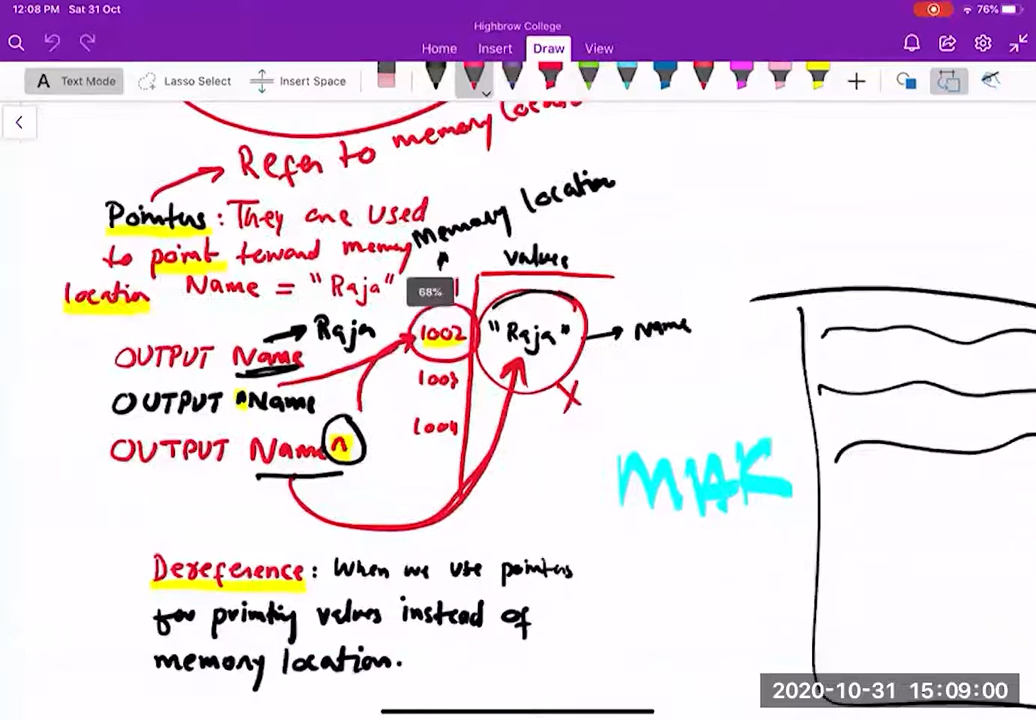 12:08 PM Sat 31 Oct
76%
Highbrow College
Home Insert Draw View
A Text Mode Lasso Select Insert Space
Refer to memory
Pointers : They are used
to point toward memory
location Name = "Raja"
Memory location
values
68%
Raja
1002 "Raja" Name
OUTPUT Name
1003
OUTPUT ^Name
1004
OUTPUT Name^
X
MAK
Dereference : When we use pointers
for printing values instead of
memory location.
2020-10-31 15:09:00